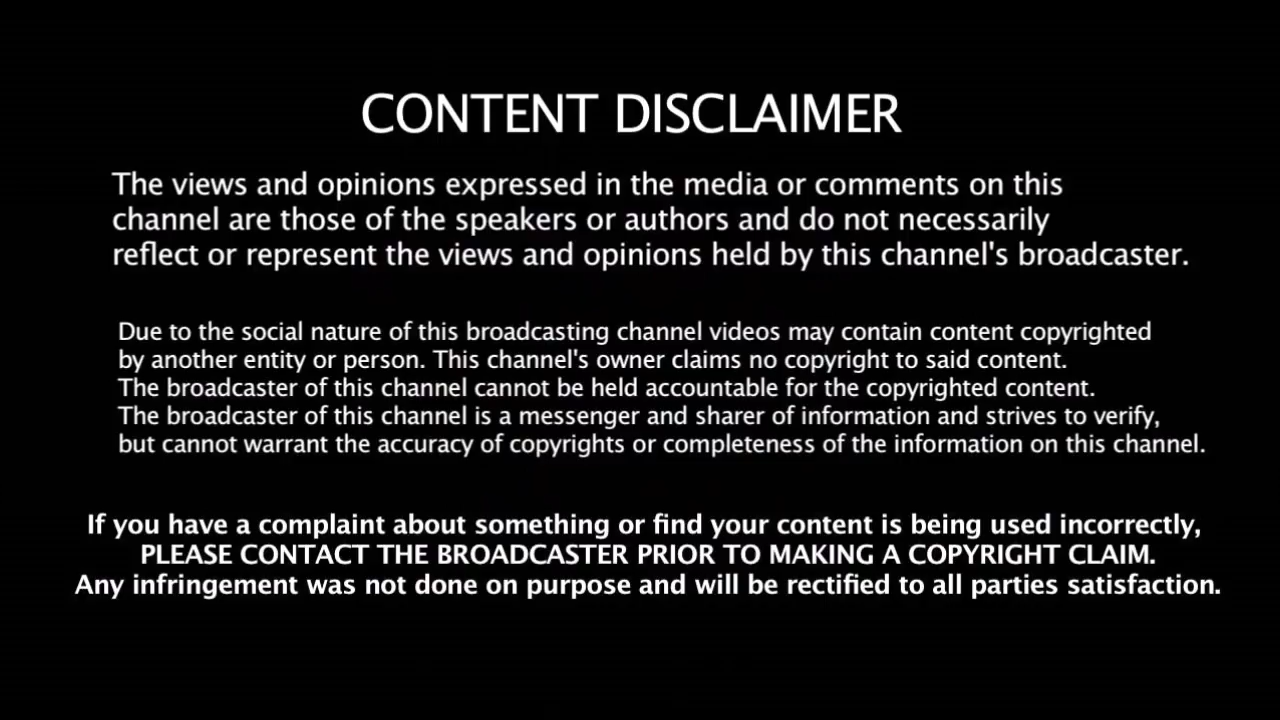 CONTENT DISCLAIMER
The views and opinions expressed in the media or comments on this
channel are those of the speakers or authors and do not necessarily
reflect or represent the views and opinions held by this channel's broadcaster.
Due to the social nature of this broadcasting channel videos may contain content copyrighted
by another entity or person. This channel's owner claims no copyright to said content.
The broadcaster of this channel cannot be held accountable for the copyrighted content.
The broadcaster of this channel is a messenger and sharer of information and strives to verify,
but cannot warrant the accuracy of copyrights or completeness of the information on this channel.
If you have a complaint about something or find your content is being used incorrectly,
PLEASE CONTACT THE BROADCASTER PRIOR TO MAKING A COPYRIGHT CLAIM.
Any infringement was not done on purpose and will be rectified to all parties satisfaction.